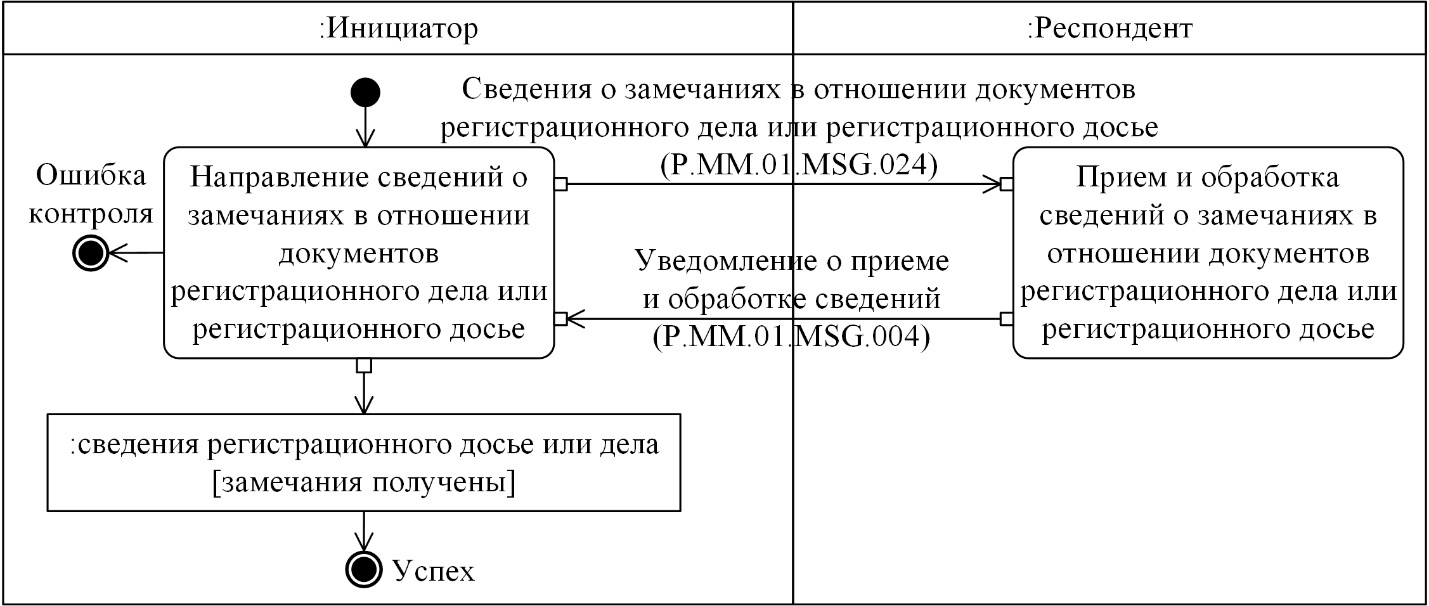 :Инициатор
:Респондент
Сведения о замечаниях в отношении документов
регистрационного дела или регистрационного досье
(P.MM.01.MSG.024)
Ошибка
контроля
Направление сведений о
замечаниях в отношении
документов
регистрационного дела или
регистрационного досье
Прием и обработка
сведений о замечаниях в
отношении документов
регистрационного дела или
регистрационного досье
Уведомление о приеме
и обработке сведений
(P.MM.01.MSG.004)
:сведения регистрационного досье или дела
[замечания получены]
Успех